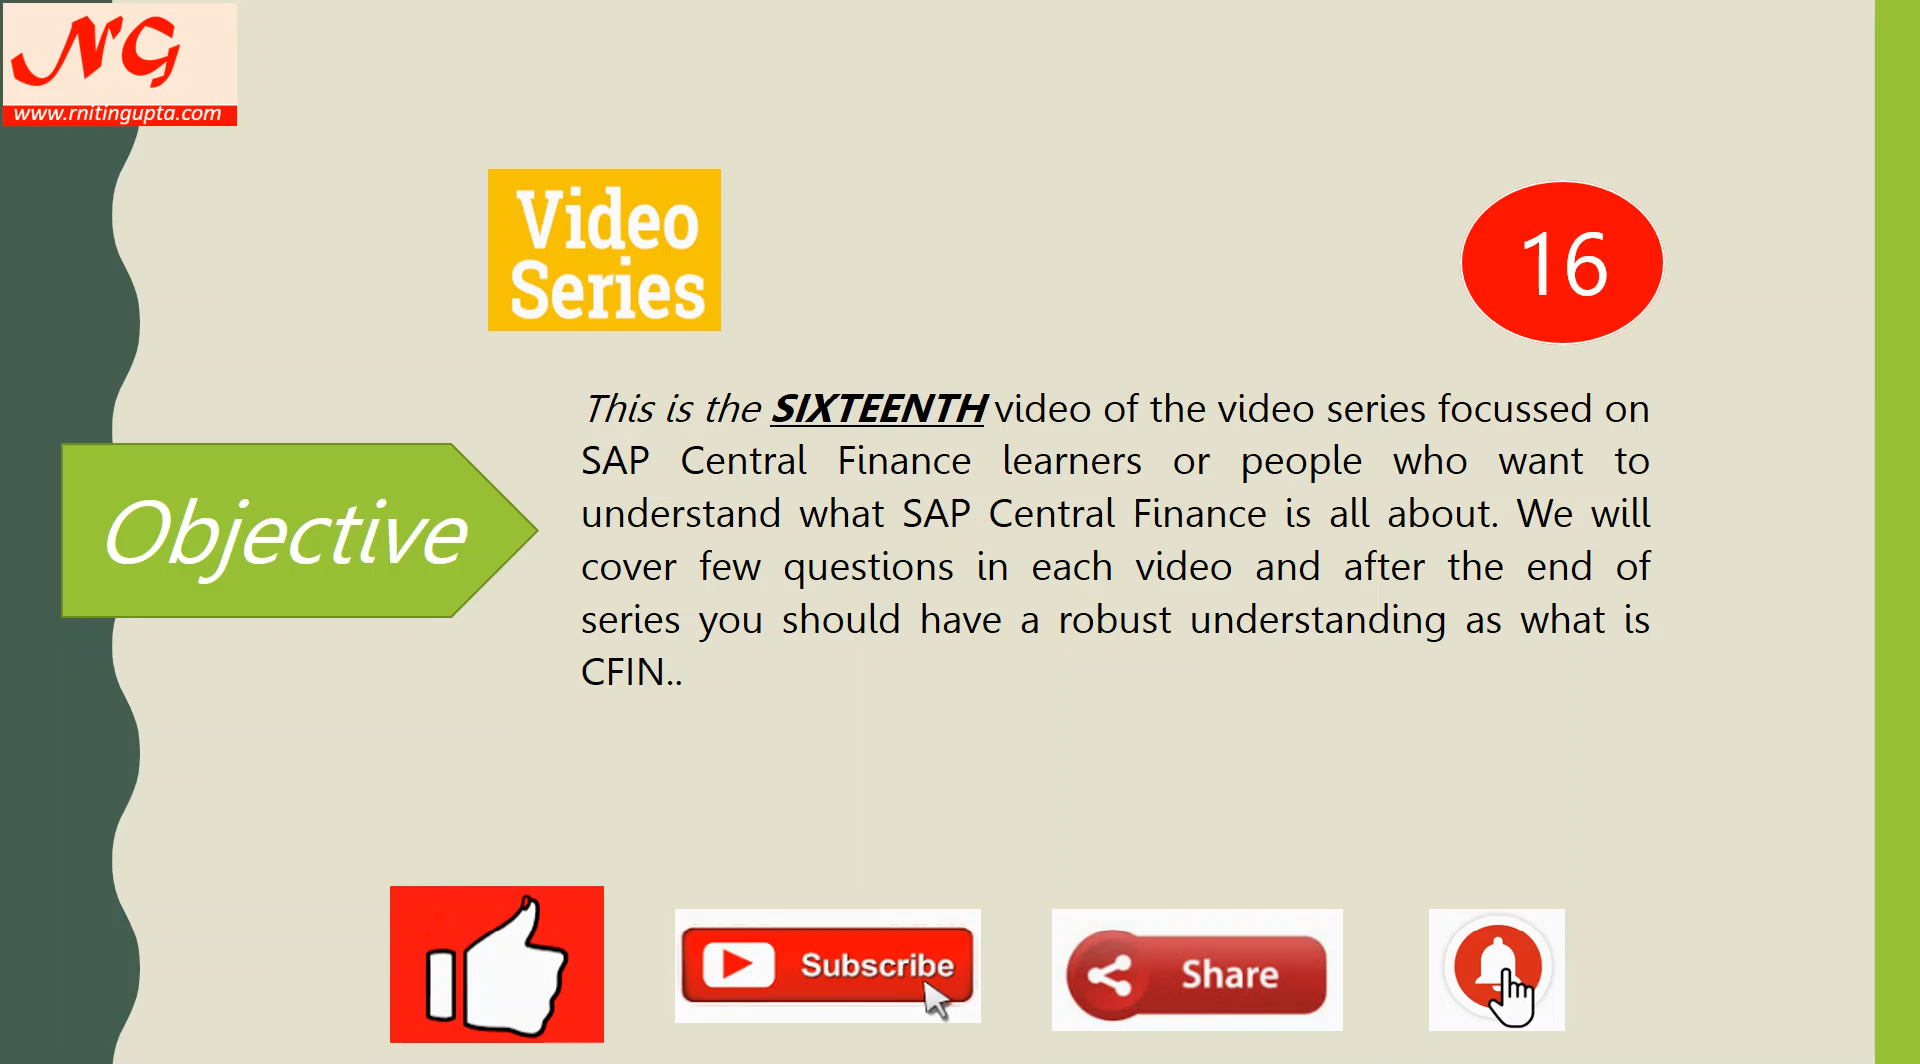 NG
www.rnitingupta.com
Video
Series
16
This is the SIXTEENTH video of the video series focussed on
SAP Central Finance learners or people who want to
understand what SAP Central Finance is all about. We will
cover few questions in each video and after the end of
series you should have a robust understanding as what is
CFIN..
Objective
Subscribe
Share